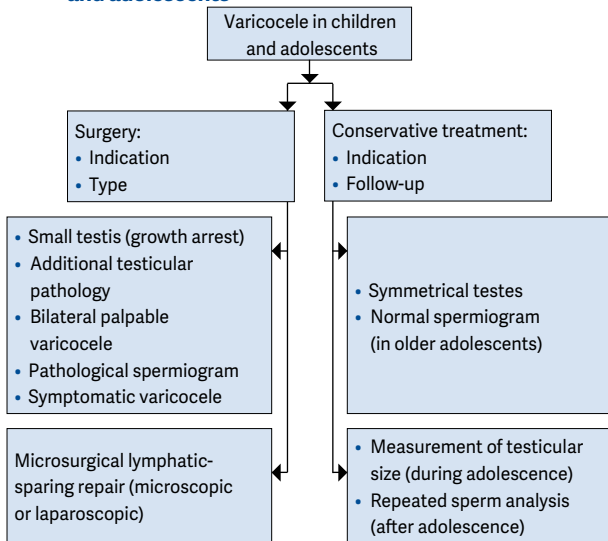 and adolescents
Varicocele in children
and adolescents
Surgery:
• Indication
• Type
Conservative treatment:
• Indication
• Follow-up
• Small testis (growth arrest)
• Additional testicular
pathology
• Bilateral palpable
varicocele
• Pathological spermiogram
• Symptomatic varicocele
• Symmetrical testes
• Normal spermiogram
(in older adolescents)
Microsurgical lymphatic-
sparing repair (microscopic
or laparoscopic)
• Measurement of testicular
size (during adolescence)
• Repeated sperm analysis
(after adolescence)